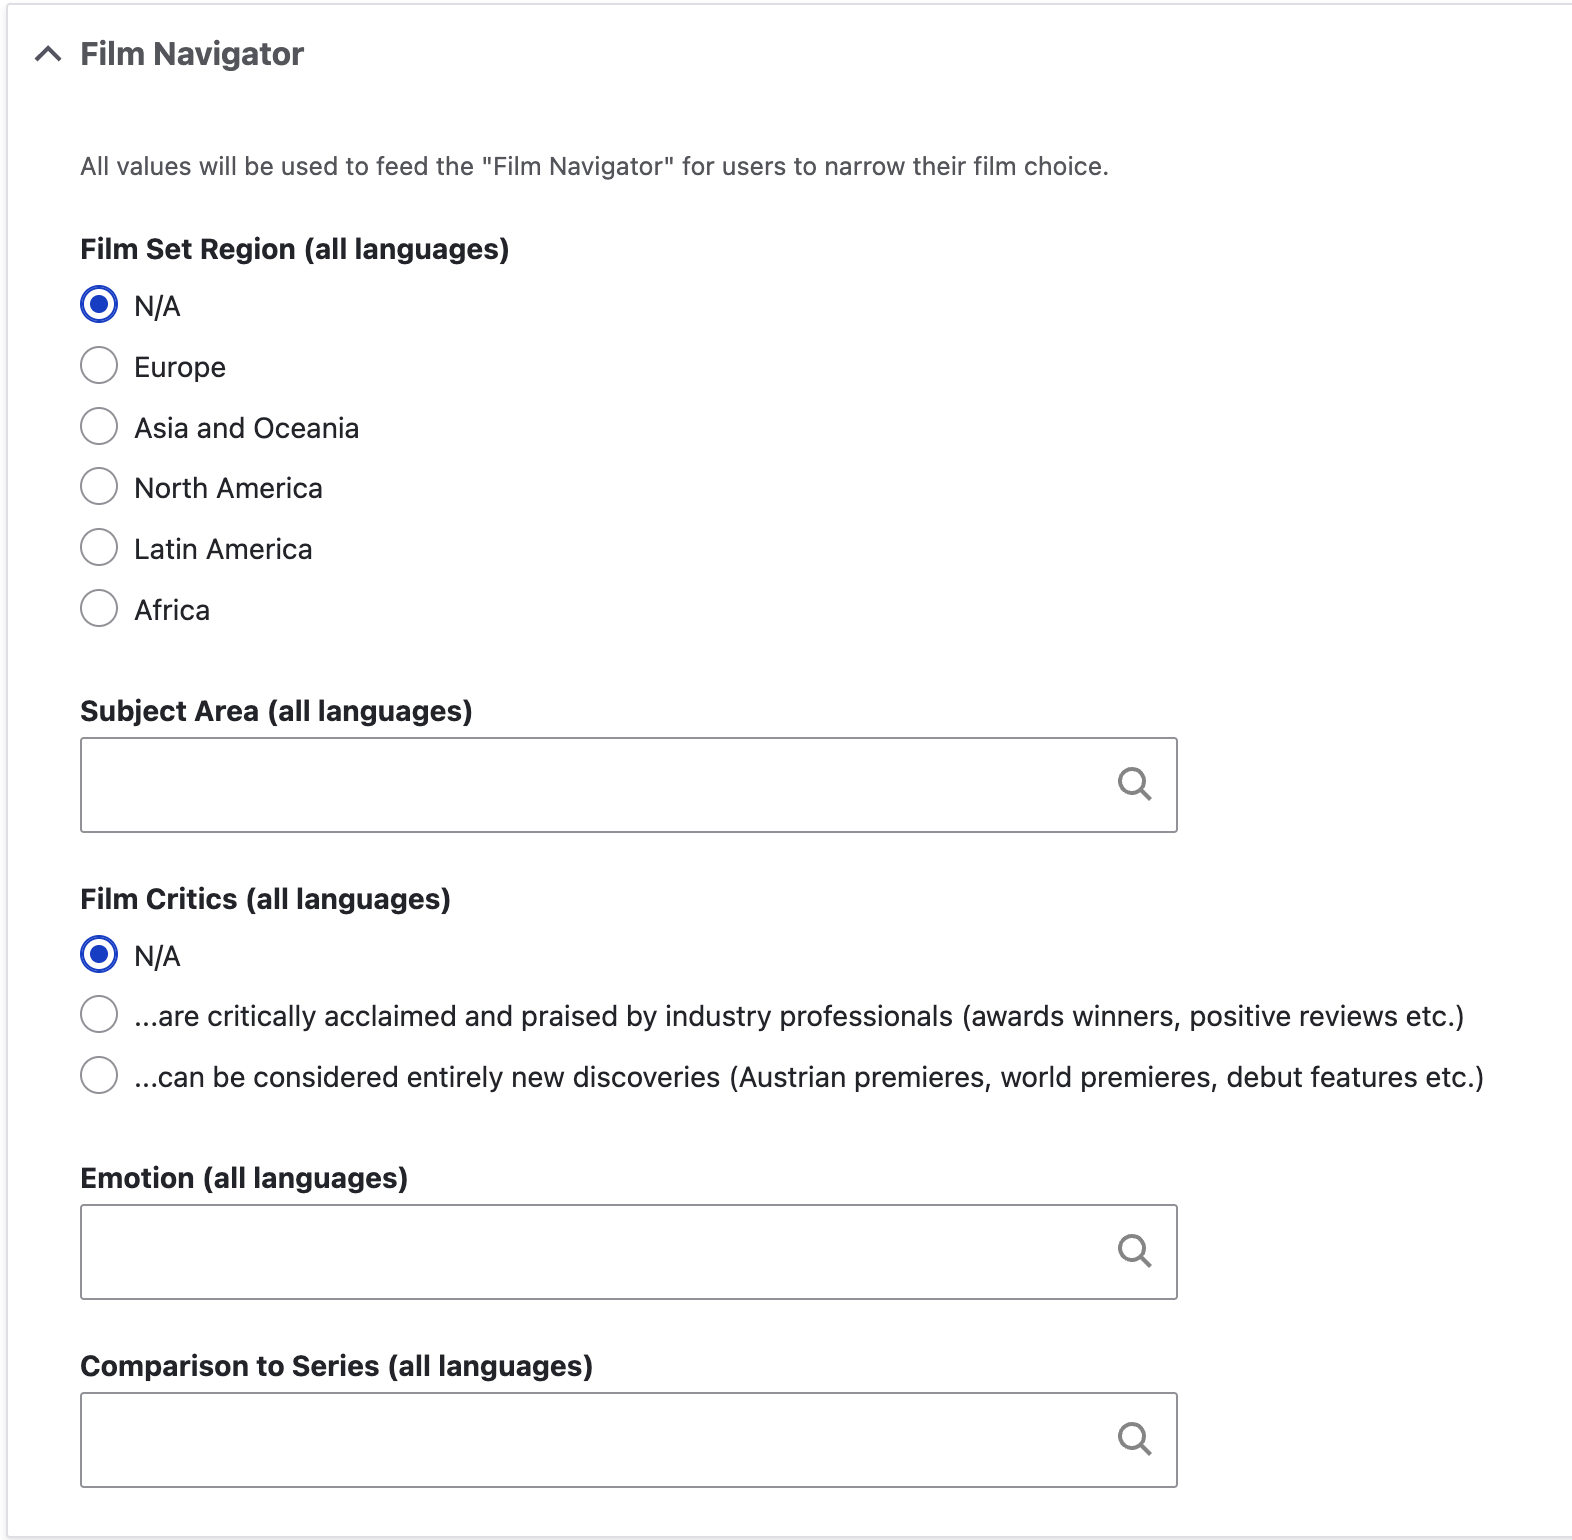 Film Navigator
All values will be used to feed the "Film Navigator" for users to narrow their film choice.
Film Set Region (all languages)
N/A
Europe
Asia and Oceania
North America
Latin America
Africa
Subject Area (all languages)
Film Critics (all languages)
N/A
...are critically acclaimed and praised by industry professionals (awards winners, positive reviews etc.)
...can be considered entirely new discoveries (Austrian premieres, world premieres, debut features etc.)
Emotion (all languages)
Comparison to Series (all languages)